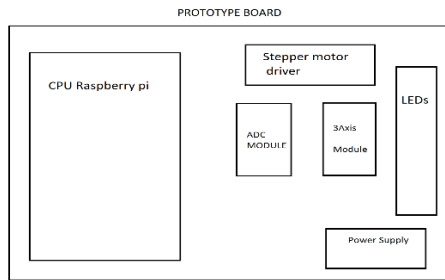 PROTOTYPE BOARD
CPU Raspberry pi
Stepper motor
driver
LEDs
ADC
MODULE
3Axis
Module
Power Supply